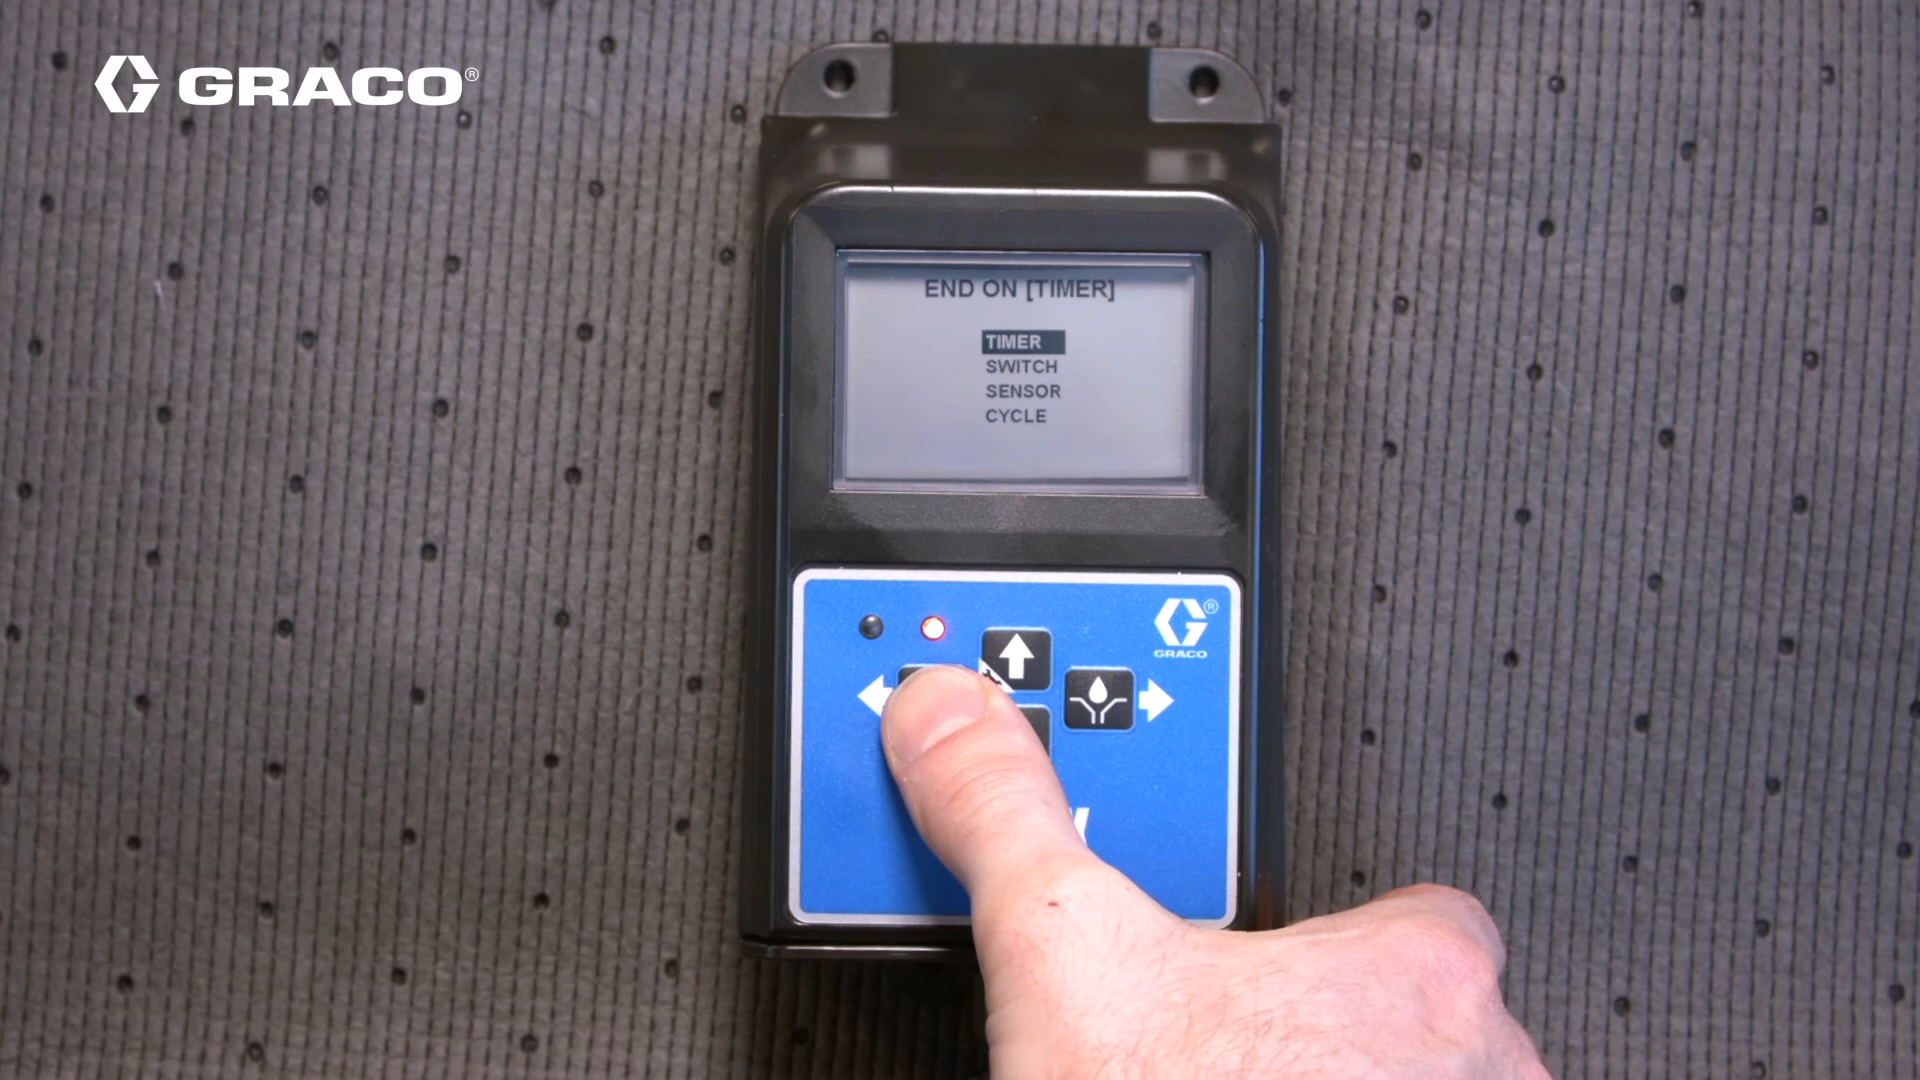 GRACO®
END ON [TIMER]
TIMER
SWITCH
SENSOR
CYCLE
®
GRACO